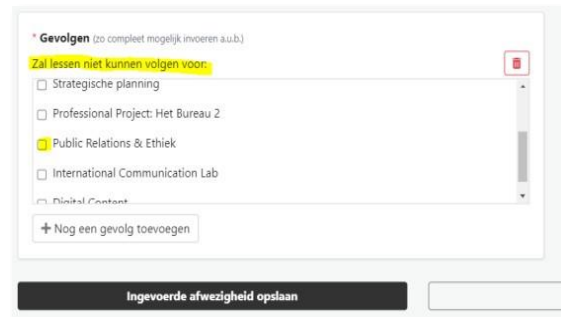 * Gevolgen (zo compleet mogelijk invoeren a.u.b.)
Zal lessen niet kunnen volgen voor:
Strategische planning
Professional Project: Het Bureau 2
Public Relations & Ethiek
International Communication Lab
Digital Content
+ Nog een gevolg toevoegen
Ingevoerde afwezigheid opslaan